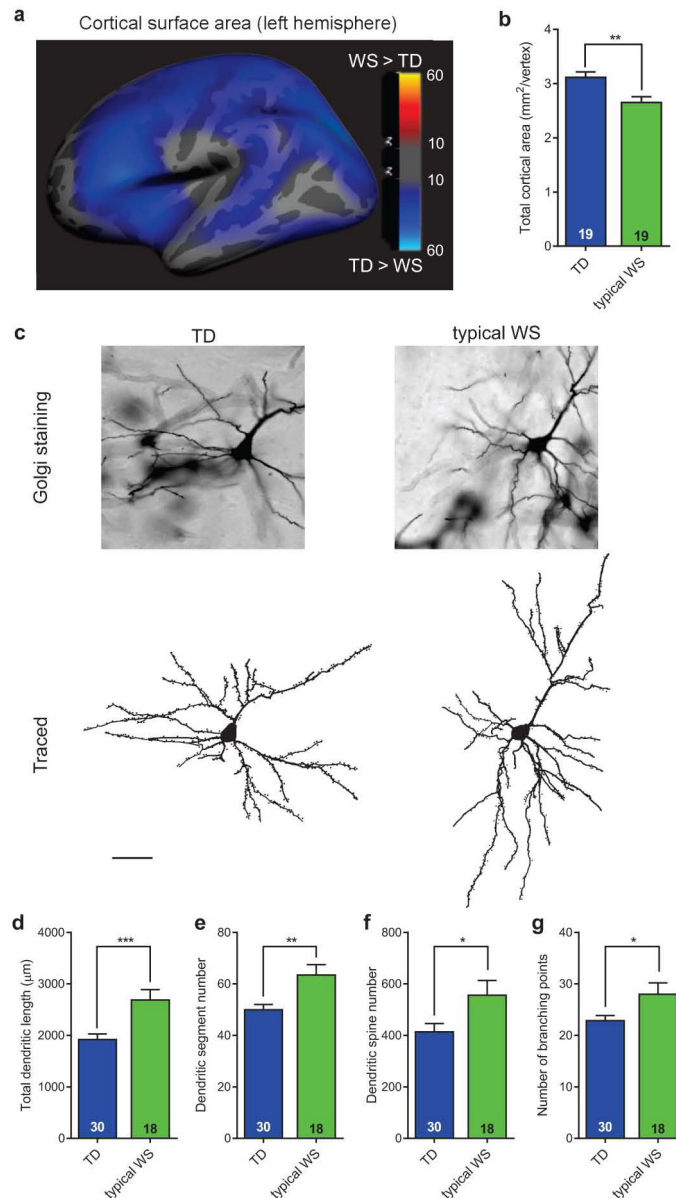 a
Cortical surface area (left hemisphere)
WS > TD
60
10
10
60
TD > WS
b
**
Total cortical area (mm²/vertex)
4
3
2
1
0
19
19
TD
typical WS
c
TD
typical WS
Golgi staining
Traced
d
***
Total dendritic length (μm)
4000
3000
2000
1000
0
30
18
TD
typical WS
e
**
Dendritic segment number
80
60
40
20
0
30
18
TD
typical WS
f
*
Dendritic spine number
800
600
400
200
0
30
18
TD
typical WS
g
*
Number of branching points
40
30
20
10
0
30
18
TD
typical WS